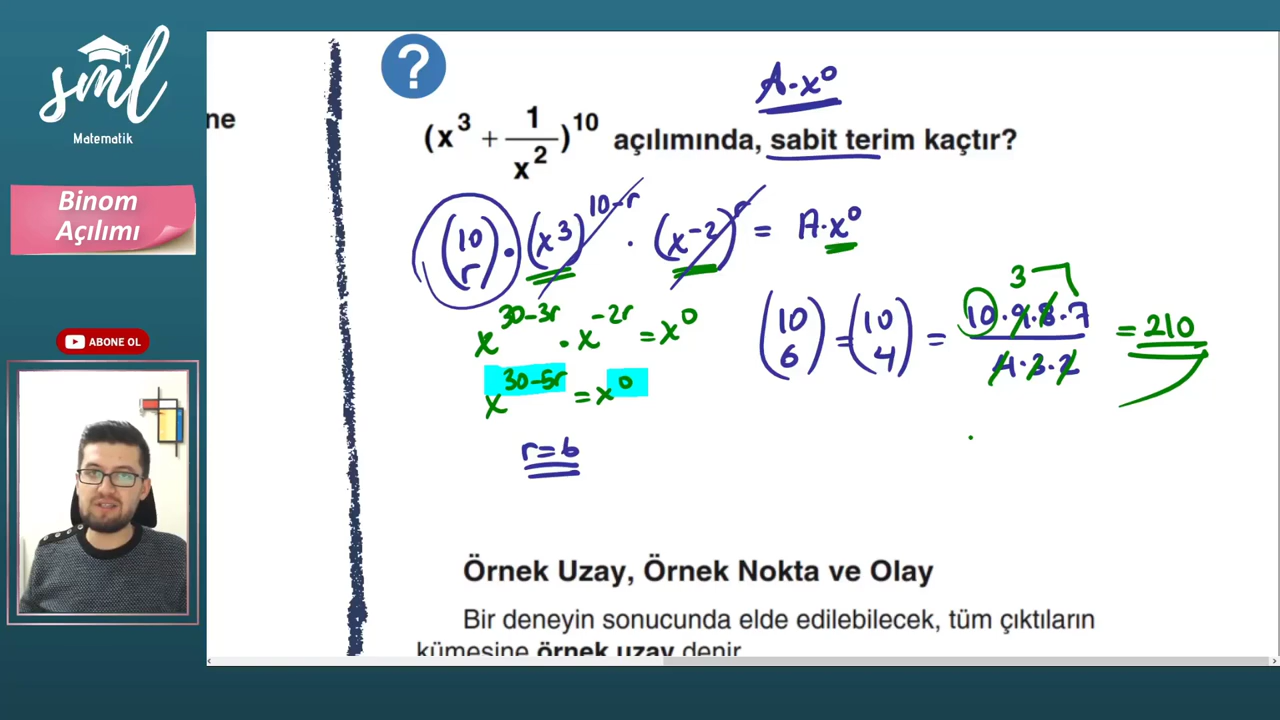 sml
Matematik
Binom
Açılımı
ABONE OL
ne
?
A·x⁰
(x³ + 1/x²)¹⁰ açılımında, sabit terim kaçtır?
(10 r)·(x³)¹⁰⁻ʳ · (x⁻²)ʳ = A·x⁰
x³⁰⁻³ʳ · x⁻²ʳ = x⁰
x³⁰⁻⁵ʳ = x⁰
r=6
3
(10 6) = (10 4) = 10·9·8·7 / 4·3·2 = 210
Örnek Uzay, Örnek Nokta ve Olay
Bir deneyin sonucunda elde edilebilecek, tüm çıktıların
kümesine örnek uzay denir.